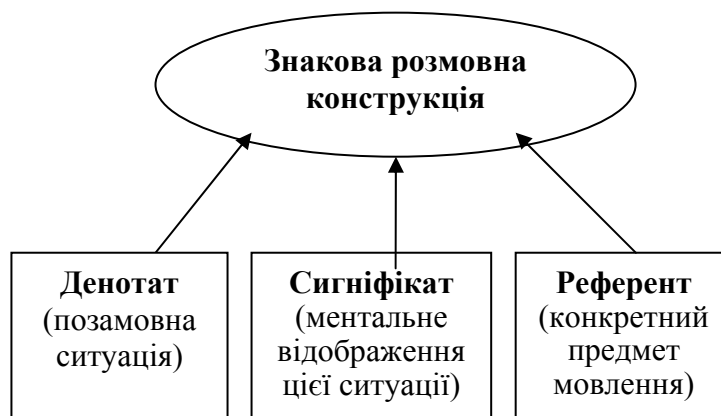 Знакова розмовна
конструкція
Денотат
(позамовна
ситуація)
Сигніфікат
(ментальне
відображення
цієї ситуації)
Референт
(конкретний
предмет
мовлення)